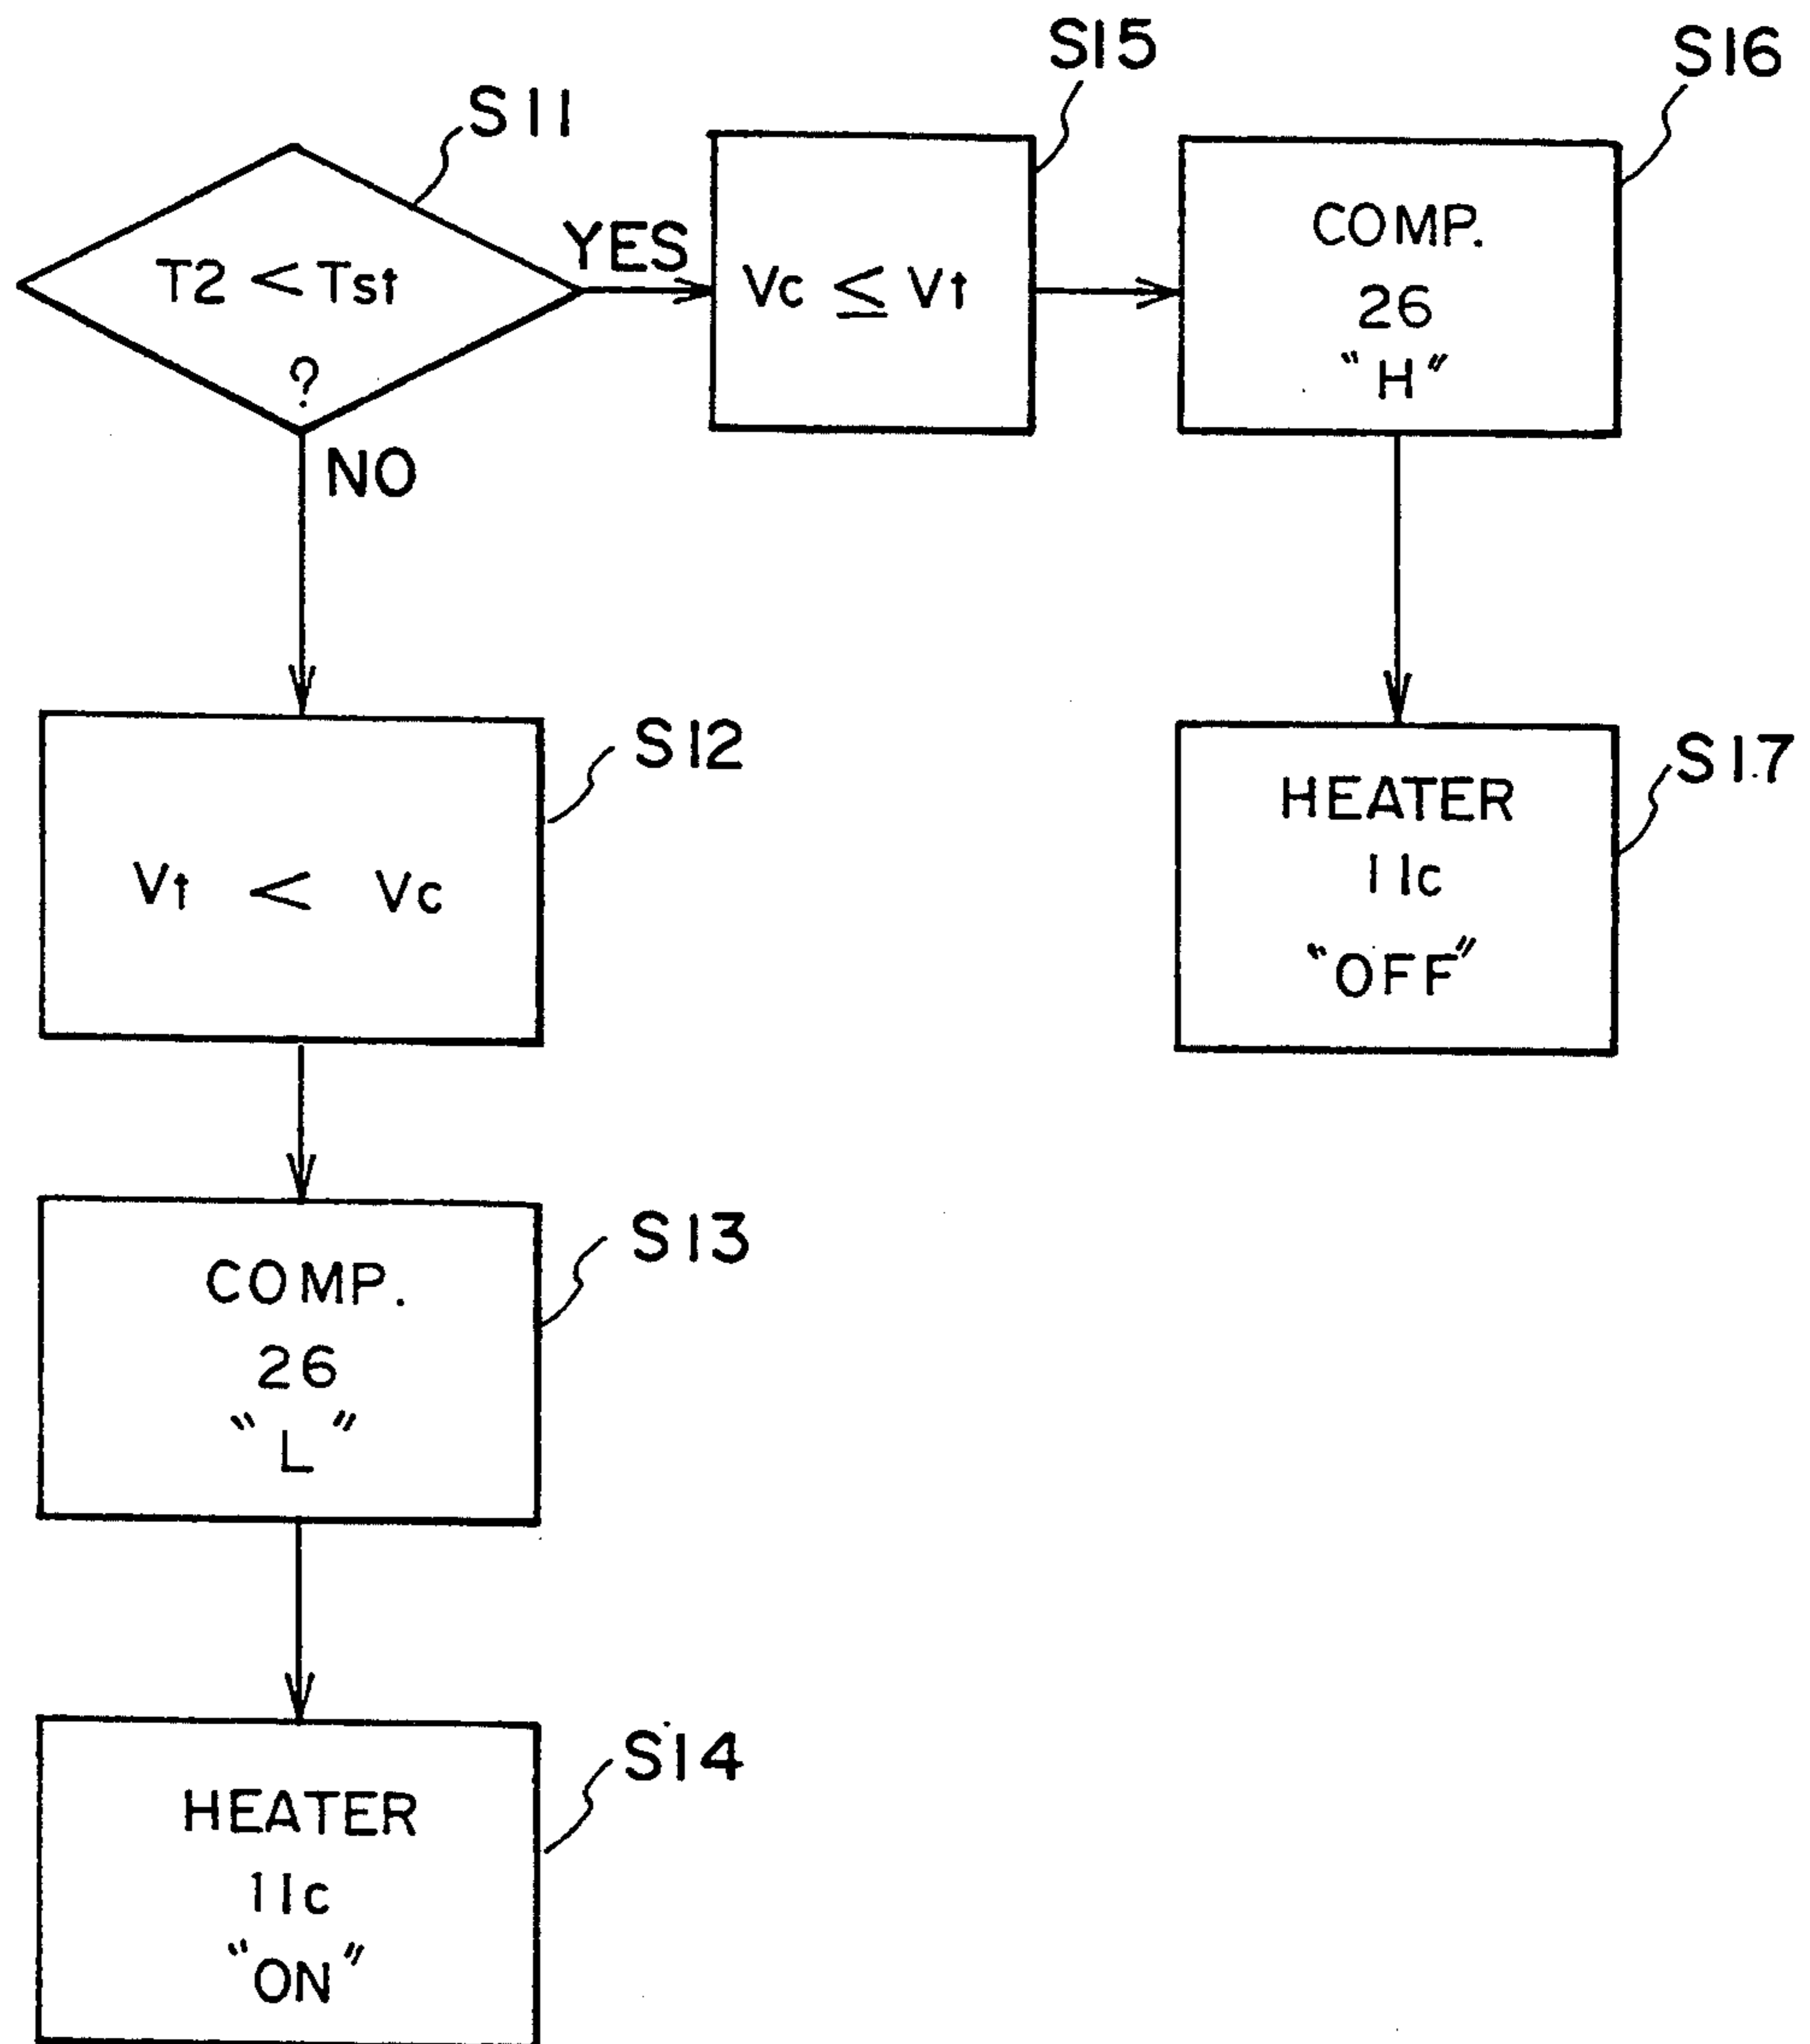 S11
T2 < Tst
?
YES
NO
S15
Vc ≤ Vt
S16
COMP.
26
"H"
S12
Vt < Vc
S17
HEATER
11c
"OFF"
S13
COMP.
26
"L"
S14
HEATER
11c
"ON"